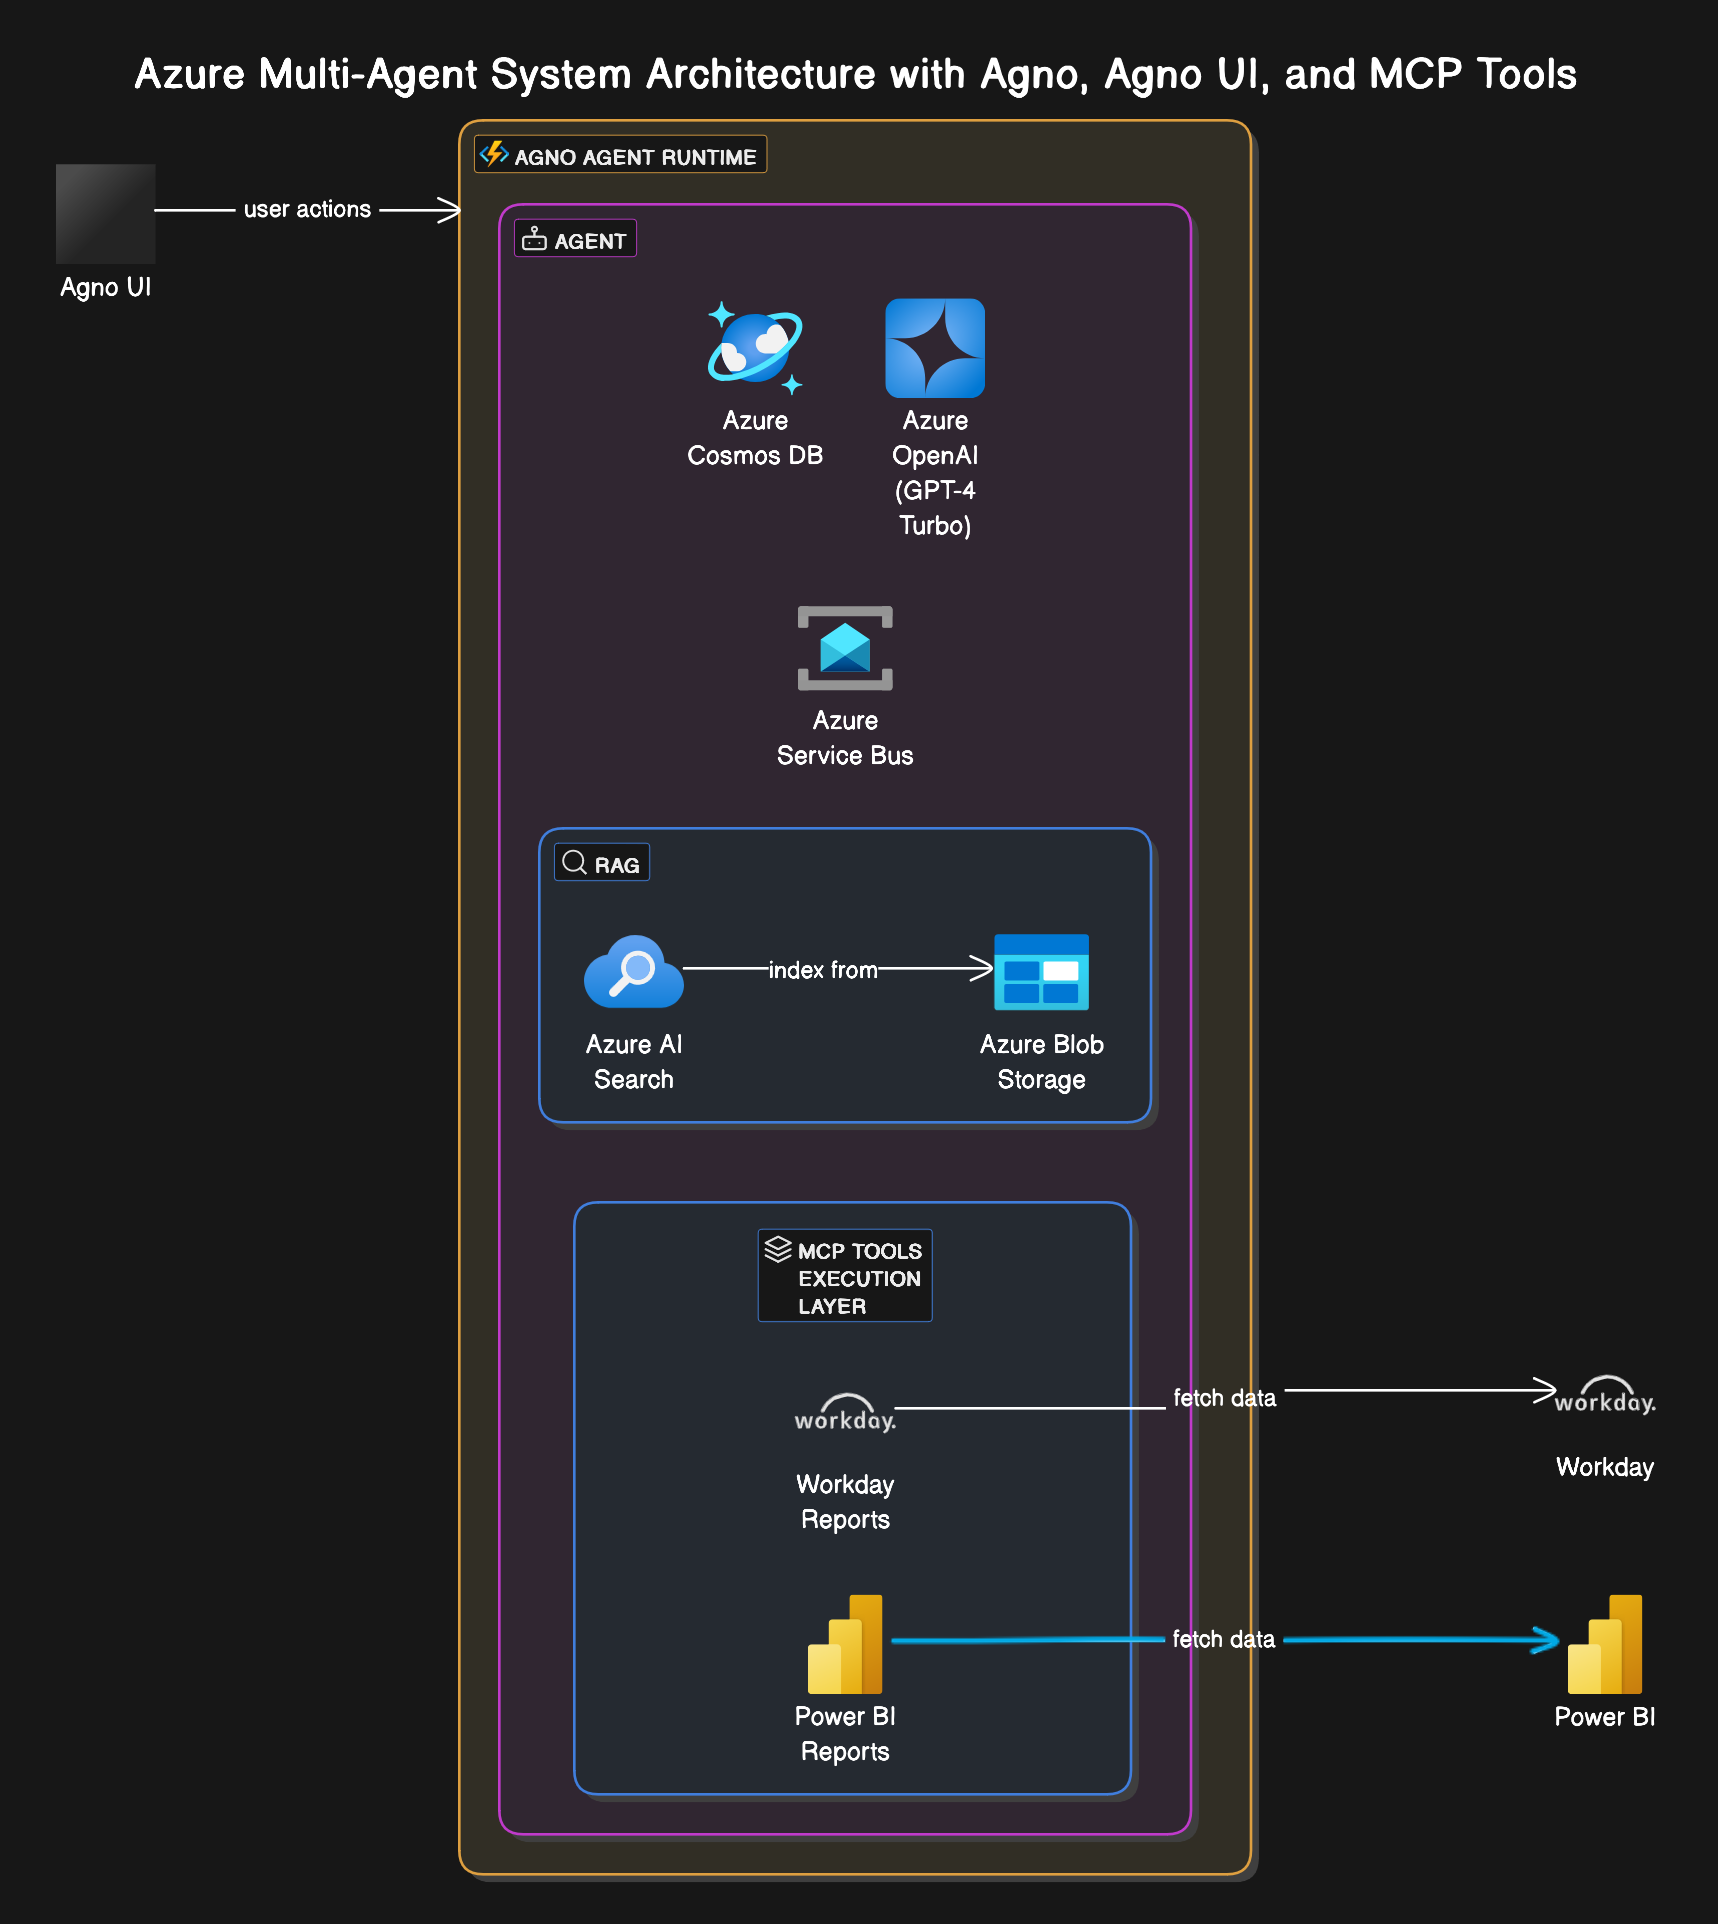 Azure Multi-Agent System Architecture with Agno, Agno UI, and MCP Tools
AGNO AGENT RUNTIME
user actions
Agno UI
AGENT
Azure
Cosmos DB
Azure
OpenAI
(GPT-4
Turbo)
Azure
Service Bus
RAG
index from
Azure AI
Search
Azure Blob
Storage
MCP TOOLS
EXECUTION
LAYER
workday.
fetch data
workday.
Workday
Reports
Workday
fetch data
Power BI
Reports
Power BI